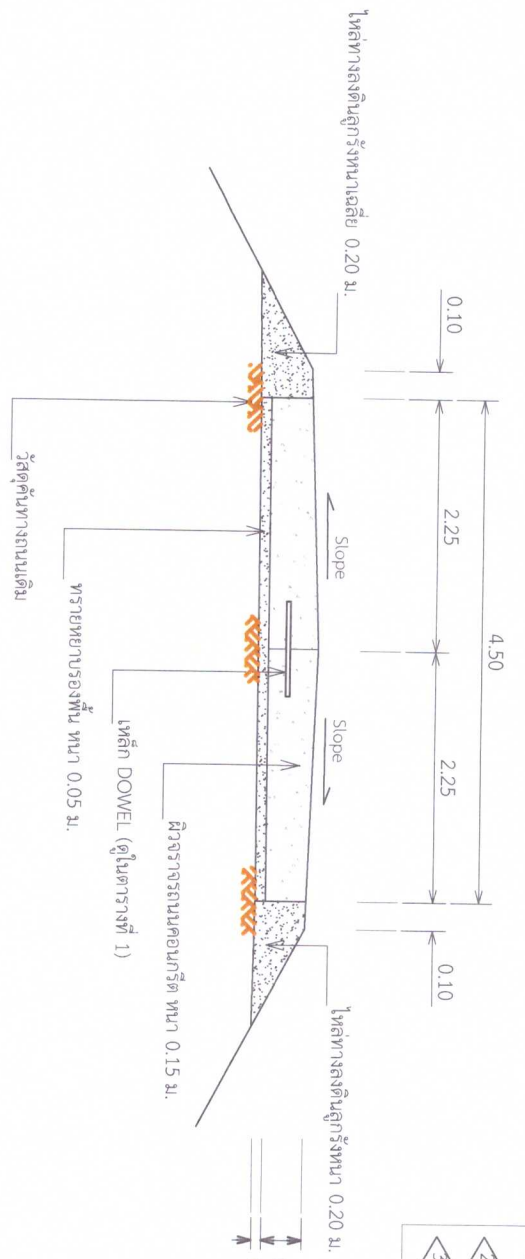 ไหล่ทางลงดินลูกรังหนาเฉลี่ย 0.20 ม.
0.10
2.25
4.50
2.25
0.10
Slope
Slope
ไหล่ทางลงดินลูกรังหนา 0.20 ม.
ผิวจราจรถนนคอนกรีต หนา 0.15 ม.
เหล็ก DOWEL (ดูในตารางที่ 1)
ทรายหยาบรองพื้น หนา 0.05 ม.
วัสดุคันทางถนนเดิม